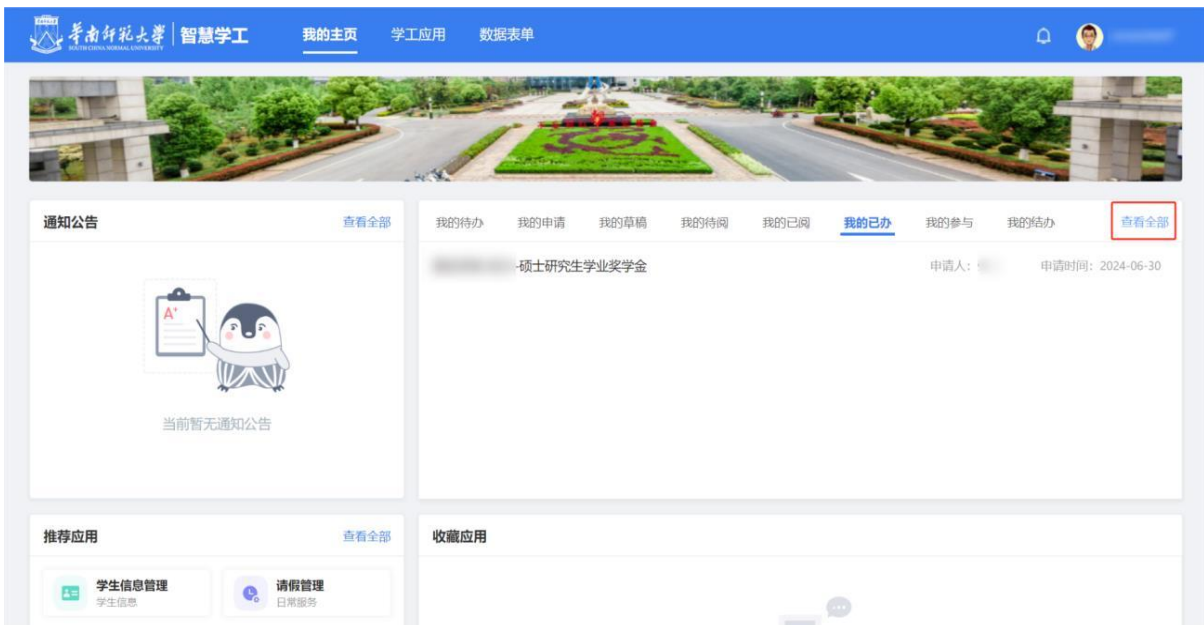 华南师范大学 智慧学工 我的主页 学工应用 数据表单
SOUTH CHINA NORMAL UNIVERSITY
通知公告 查看全部
我的待办 我的申请 我的草稿 我的待阅 我的已阅 我的已办 我的参与 我的结办 查看全部
-硕士研究生学业奖学金 申请人： 申请时间：2024-06-30
A+
当前暂无通知公告
推荐应用 查看全部
收藏应用
学生信息管理
学生信息
请假管理
日常服务